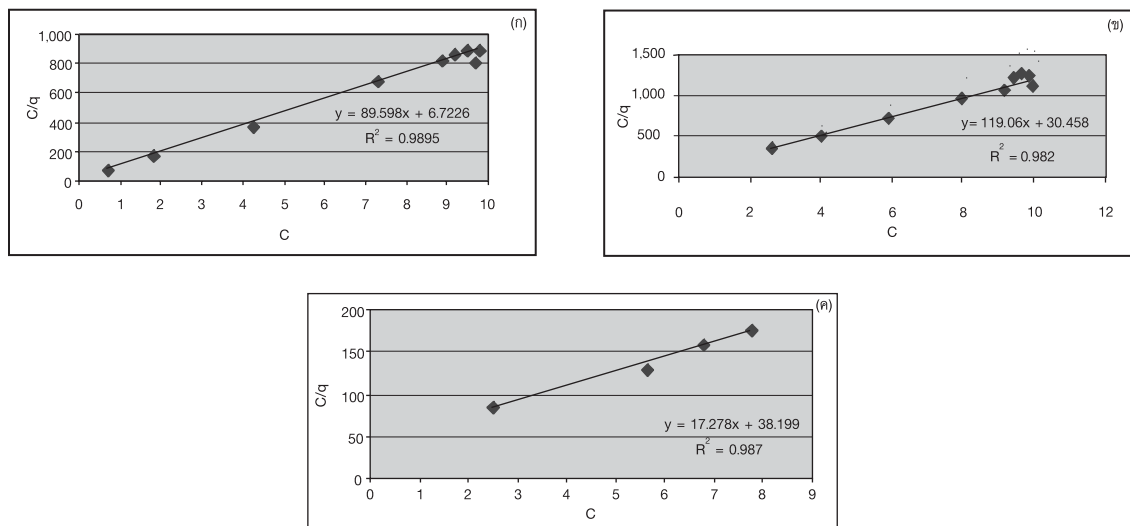 (ก)
C/q
1,000
800
600
400
200
0
y = 89.598x + 6.7226
R² = 0.9895
0 1 2 3 4 5 6 7 8 9 10
C
(ข)
C/q
1,500
1,000
500
0
y= 119.06x + 30.458
R² = 0.982
0 2 4 6 8 10 12
C
(ค)
C/q
200
150
100
50
0
y = 17.278x + 38.199
R² = 0.987
0 1 2 3 4 5 6 7 8 9
C